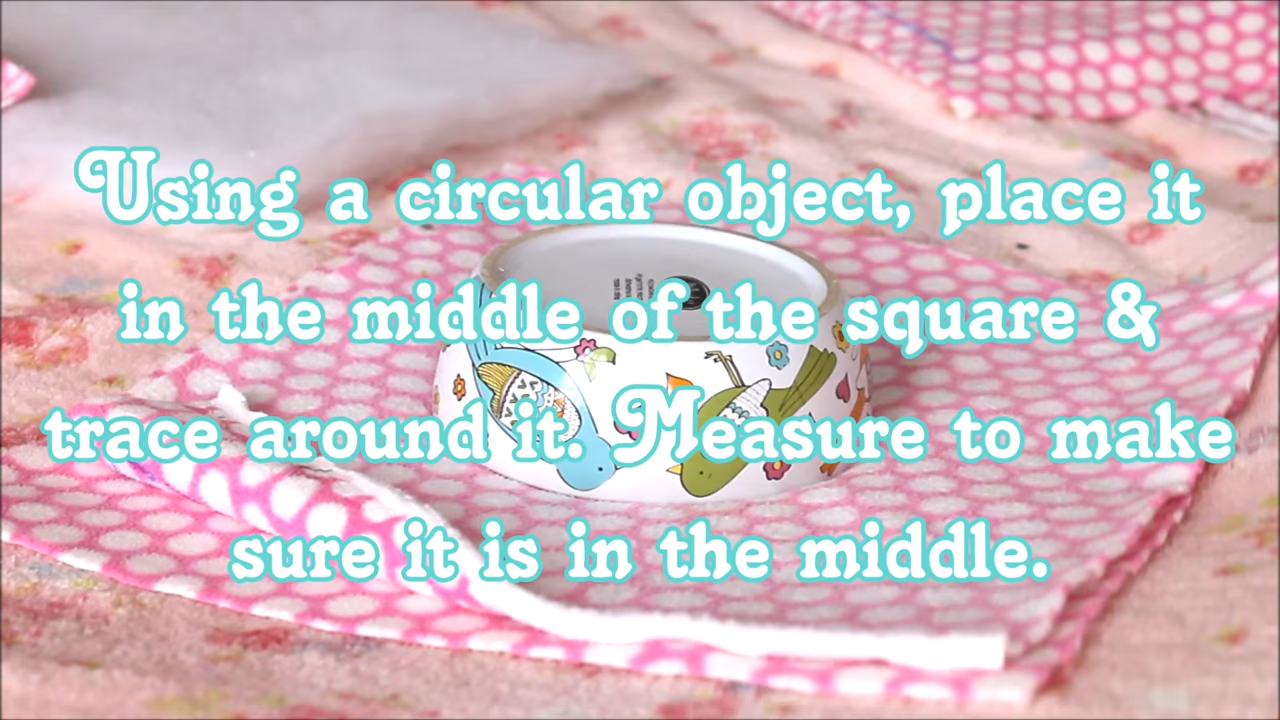 Using a circular object, place it
in the middle of the square &
trace around it. Measure to make
sure it is in the middle.